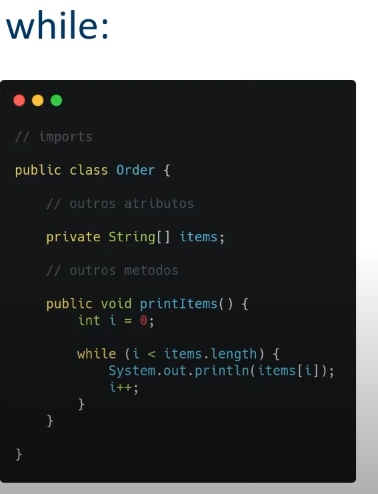 while:
// imports
public class Order {
// outros atributos
private String[] items;
// outros metodos
public void printItems() {
int i = 0;
while (i < items.length) {
System.out.println(items[i]);
i++;
}
}
}